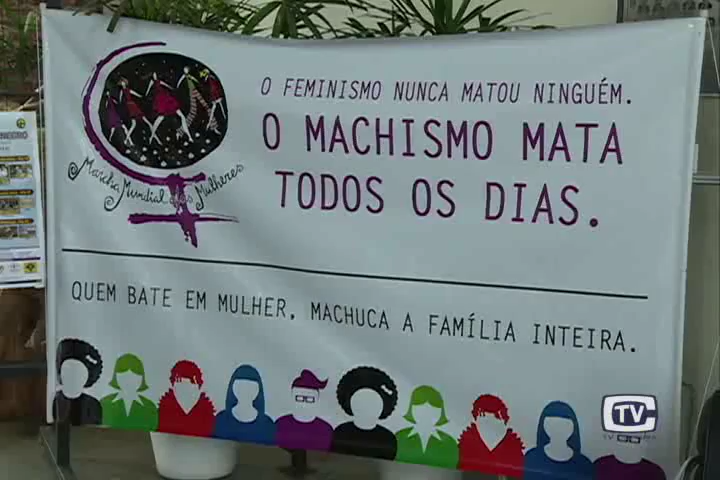 O FEMINISMO NUNCA MATOU NINGUÉM.
O MACHISMO MATA
TODOS OS DIAS.
Marcha Mundial das Mulheres
QUEM BATE EM MULHER, MACHUCA A FAMÍLIA INTEIRA.
TV